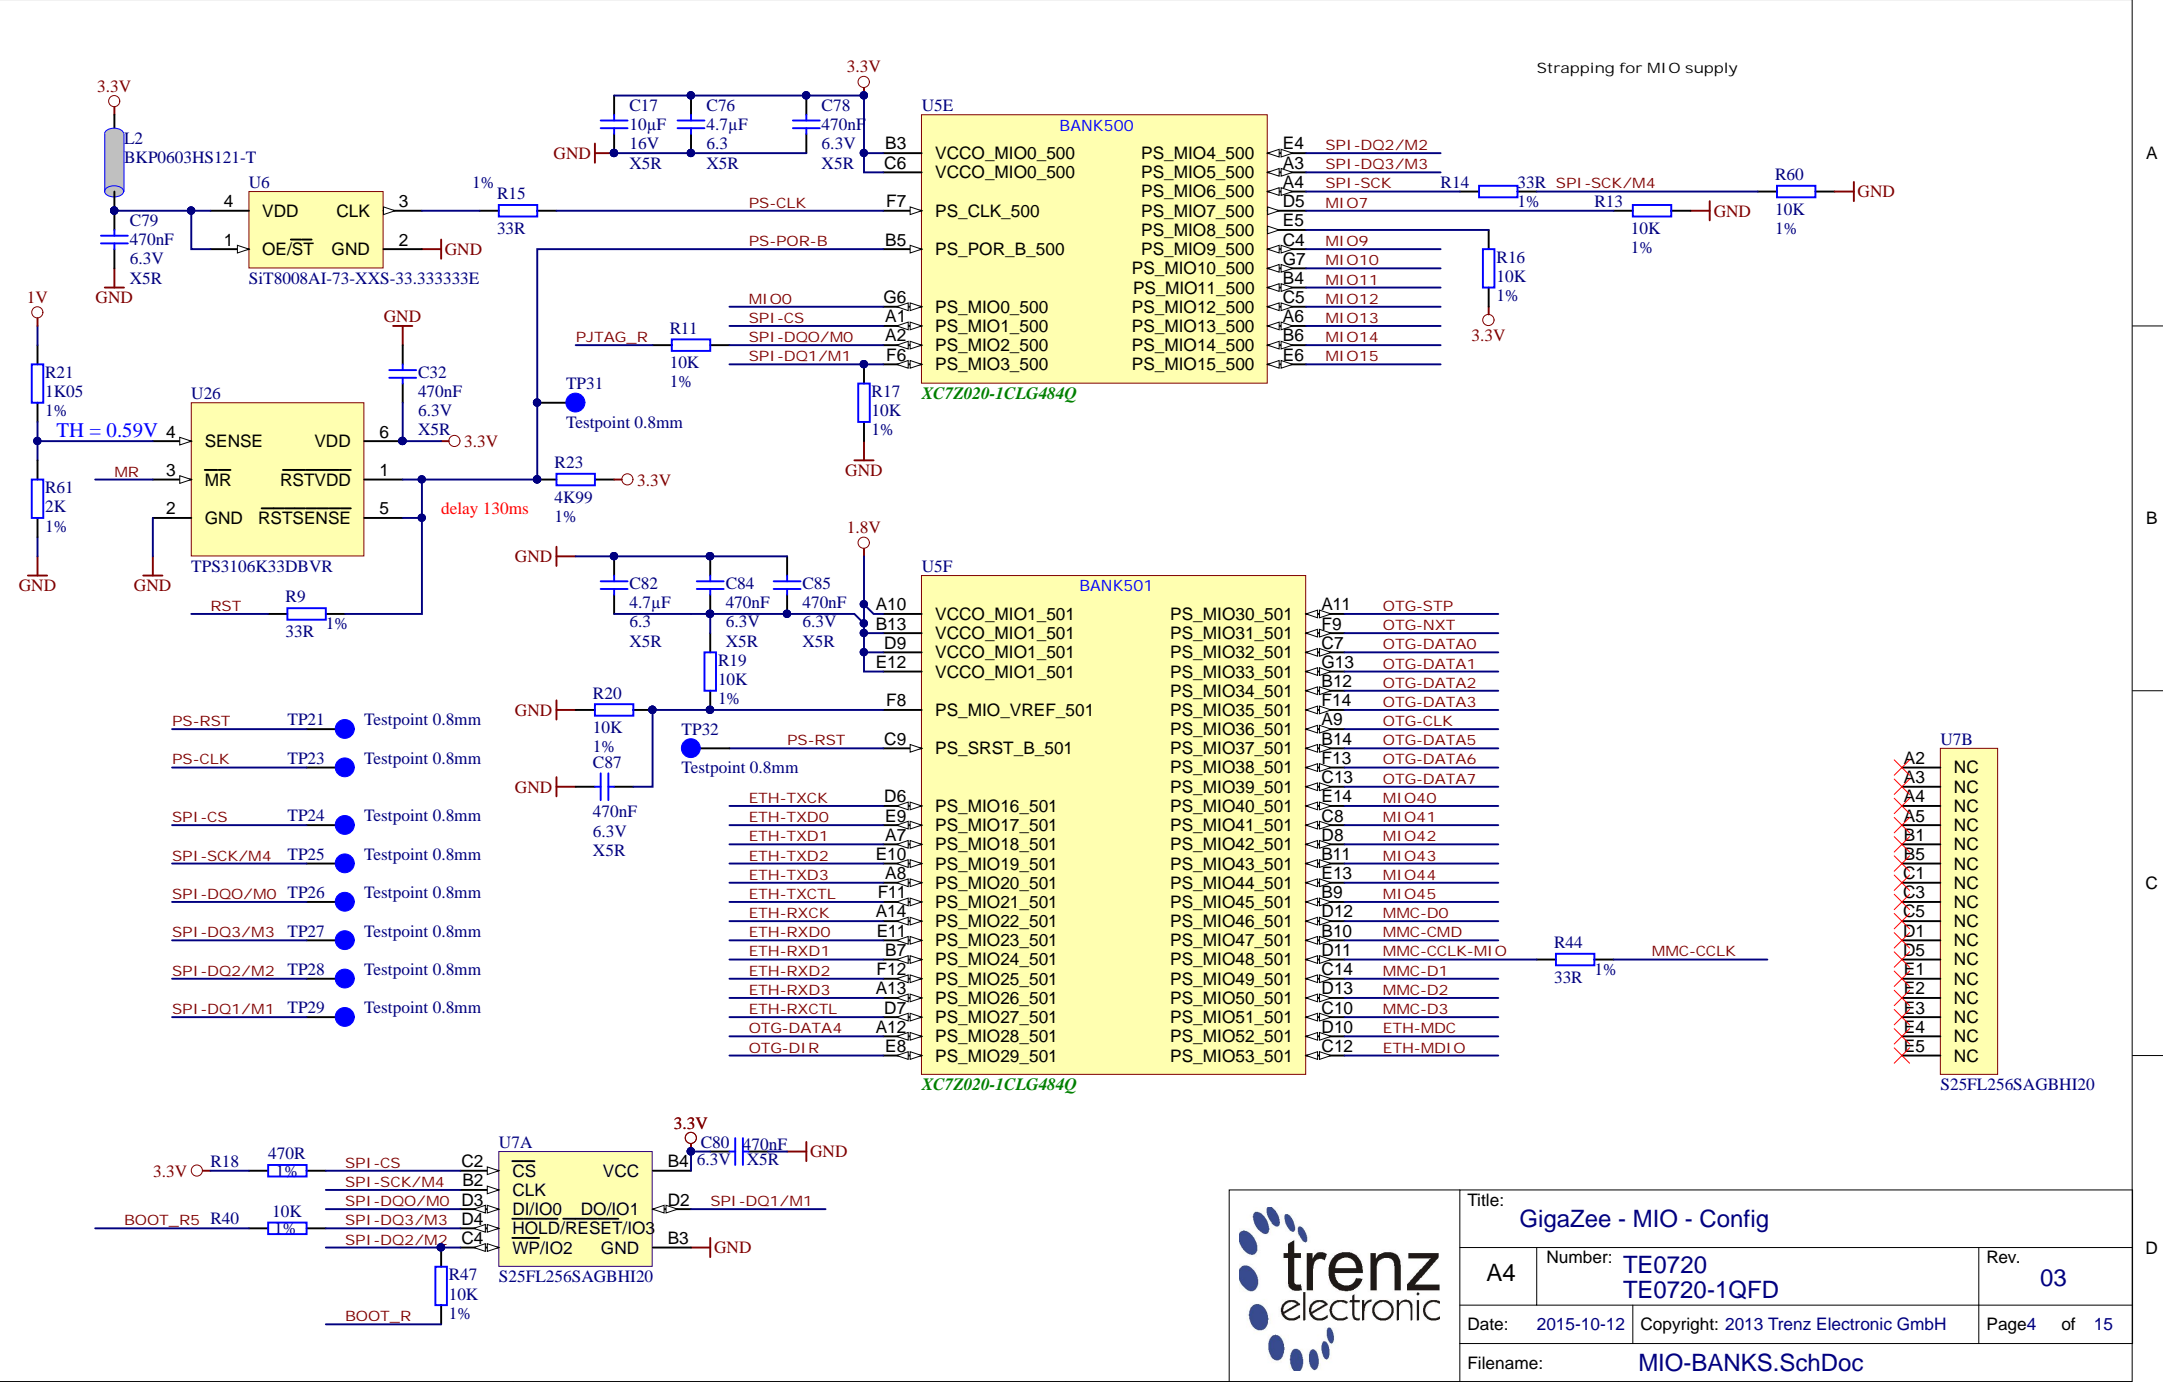 Strapping for MIO supply
3.3V
L2
BKP0603HS121-T
C79
470nF
6.3V
X5R
GND
U6
4 VDD CLK 3
1 OE/ST GND 2
GND
SiT8008AI-73-XXS-33.333333E
1% R15
33R
PS-CLK
PS-POR-B
3.3V
C17
10µF
16V
X5R
C76
4.7µF
6.3
X5R
C78
470nF
6.3V
X5R
GND
U5E
BANK500
B3 VCCO_MIO0_500
C6 VCCO_MIO0_500
F7 PS_CLK_500
B5 PS_POR_B_500
MIO0 G6 PS_MIO0_500
SPI-CS A1 PS_MIO1_500
SPI-DQ0/M0 A2 PS_MIO2_500
SPI-DQ1/M1 F6 PS_MIO3_500
PS_MIO4_500 E4 SPI-DQ2/M2
PS_MIO5_500 A3 SPI-DQ3/M3
PS_MIO6_500 A4 SPI-SCK
PS_MIO7_500 D5 MIO7
PS_MIO8_500 E5
PS_MIO9_500 C4 MIO9
PS_MIO10_500 G7 MIO10
PS_MIO11_500 B4 MIO11
PS_MIO12_500 C5 MIO12
PS_MIO13_500 A6 MIO13
PS_MIO14_500 B6 MIO14
PS_MIO15_500 E6 MIO15
XC7Z020-1CLG484Q
R14 33R SPI-SCK/M4
1%
R60
10K
1%
GND
R13
10K
1%
GND
R16
10K
1%
3.3V
PJTAG_R R11
10K
1%
R17
10K
1%
GND
1V
R21
1K05
1%
TH = 0.59V
R61
2K
1%
GND
MR
U26
4 SENSE VDD 6
3 MR RSTVDD 1
2 GND RSTSENSE 5
TPS3106K33DBVR
GND
GND
C32
470nF
6.3V
X5R
3.3V
TP31
Testpoint 0.8mm
R23
4K99
1%
3.3V
delay 130ms
RST R9
33R 1%
1.8V
GND
C82
4.7µF
6.3
X5R
C84
470nF
6.3V
X5R
C85
470nF
6.3V
X5R
R19
10K
1%
GND R20
10K
1%
C87
GND
470nF
6.3V
X5R
TP32
Testpoint 0.8mm
PS-RST
U5F
BANK501
A10 VCCO_MIO1_501
B13 VCCO_MIO1_501
D9 VCCO_MIO1_501
E12 VCCO_MIO1_501
F8 PS_MIO_VREF_501
C9 PS_SRST_B_501
ETH-TXCK D6 PS_MIO16_501
ETH-TXD0 E9 PS_MIO17_501
ETH-TXD1 A7 PS_MIO18_501
ETH-TXD2 E10 PS_MIO19_501
ETH-TXD3 A8 PS_MIO20_501
ETH-TXCTL F11 PS_MIO21_501
ETH-RXCK A14 PS_MIO22_501
ETH-RXD0 E11 PS_MIO23_501
ETH-RXD1 B7 PS_MIO24_501
ETH-RXD2 F12 PS_MIO25_501
ETH-RXD3 A13 PS_MIO26_501
ETH-RXCTL D7 PS_MIO27_501
OTG-DATA4 A12 PS_MIO28_501
OTG-DIR E8 PS_MIO29_501
PS_MIO30_501 A11 OTG-STP
PS_MIO31_501 F9 OTG-NXT
PS_MIO32_501 C7 OTG-DATA0
PS_MIO33_501 G13 OTG-DATA1
PS_MIO34_501 B12 OTG-DATA2
PS_MIO35_501 F14 OTG-DATA3
PS_MIO36_501 A9 OTG-CLK
PS_MIO37_501 B14 OTG-DATA5
PS_MIO38_501 F13 OTG-DATA6
PS_MIO39_501 C13 OTG-DATA7
PS_MIO40_501 E14 MIO40
PS_MIO41_501 C8 MIO41
PS_MIO42_501 D8 MIO42
PS_MIO43_501 B11 MIO43
PS_MIO44_501 E13 MIO44
PS_MIO45_501 B9 MIO45
PS_MIO46_501 D12 MMC-D0
PS_MIO47_501 B10 MMC-CMD
PS_MIO48_501 D11 MMC-CCLK-MIO
PS_MIO49_501 C14 MMC-D1
PS_MIO50_501 D13 MMC-D2
PS_MIO51_501 C10 MMC-D3
PS_MIO52_501 D10 ETH-MDC
PS_MIO53_501 C12 ETH-MDIO
XC7Z020-1CLG484Q
R44
33R 1%
MMC-CCLK
PS-RST TP21 Testpoint 0.8mm
PS-CLK TP23 Testpoint 0.8mm
SPI-CS TP24 Testpoint 0.8mm
SPI-SCK/M4 TP25 Testpoint 0.8mm
SPI-DQ0/M0 TP26 Testpoint 0.8mm
SPI-DQ3/M3 TP27 Testpoint 0.8mm
SPI-DQ2/M2 TP28 Testpoint 0.8mm
SPI-DQ1/M1 TP29 Testpoint 0.8mm
U7B
A2 NC
A3 NC
A4 NC
A5 NC
B1 NC
B5 NC
C1 NC
C3 NC
C5 NC
D1 NC
D5 NC
E1 NC
E2 NC
E3 NC
E4 NC
E5 NC
S25FL256SAGBHI20
3.3V R18 470R
1%
BOOT_R5 R40 10K
1%
U7A
SPI-CS C2 CS VCC B4
SPI-SCK/M4 B2 CLK
SPI-DQ0/M0 D3 DI/IO0 DO/IO1 D2 SPI-DQ1/M1
SPI-DQ3/M3 D4 HOLD/RESET/IO3
SPI-DQ2/M2 C4 WP/IO2 GND B3 GND
S25FL256SAGBHI20
3.3V
C80 470nF
6.3V X5R
GND
R47
10K
1%
BOOT_R
A
B
C
D
trenz
electronic
Title:
GigaZee - MIO - Config
A4
Number: TE0720
TE0720-1QFD
Rev.
03
Date: 2015-10-12 Copyright: 2013 Trenz Electronic GmbH Page4 of 15
Filename: MIO-BANKS.SchDoc